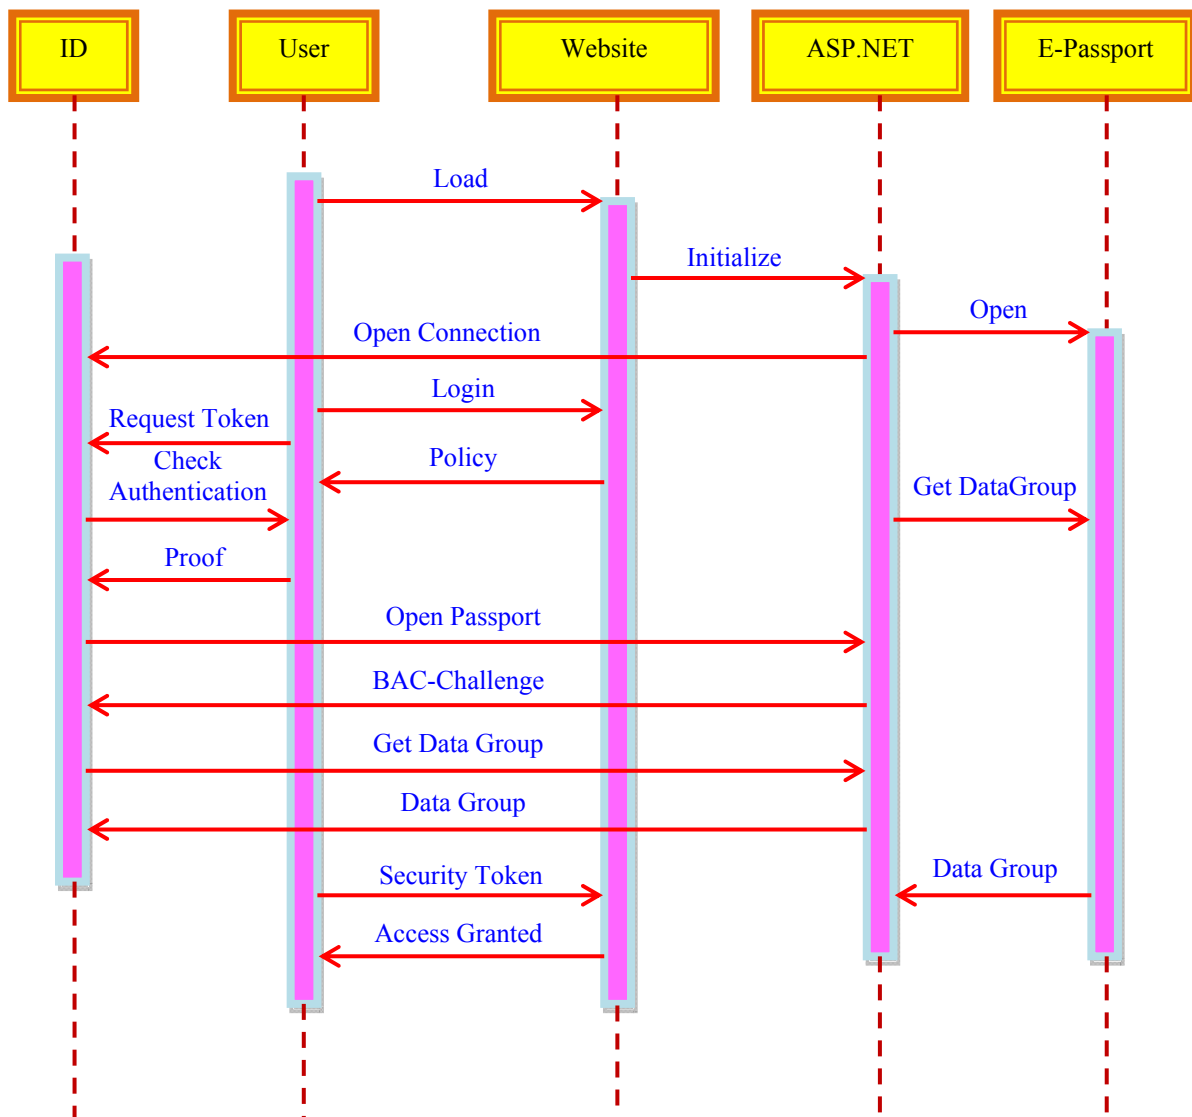 ID
User
Website
ASP.NET
E-Passport
Load
Initialize
Open
Open Connection
Login
Request Token
Policy
Check
Authentication
Get DataGroup
Proof
Open Passport
BAC-Challenge
Get Data Group
Data Group
Security Token
Data Group
Access Granted